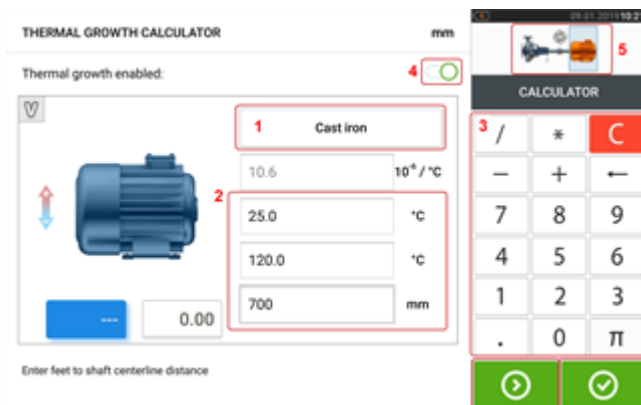 09.01.2019 10:21
THERMAL GROWTH CALCULATOR mm
5
Thermal growth enabled: 4
CALCULATOR
1 Cast iron
10.6 10⁻⁶ / °C
2
25.0 °C
120.0 °C
700 mm
--- 0.00
Enter feet to shaft centerline distance
3 / * C
− + ←
7 8 9
4 5 6
1 2 3
. 0 π